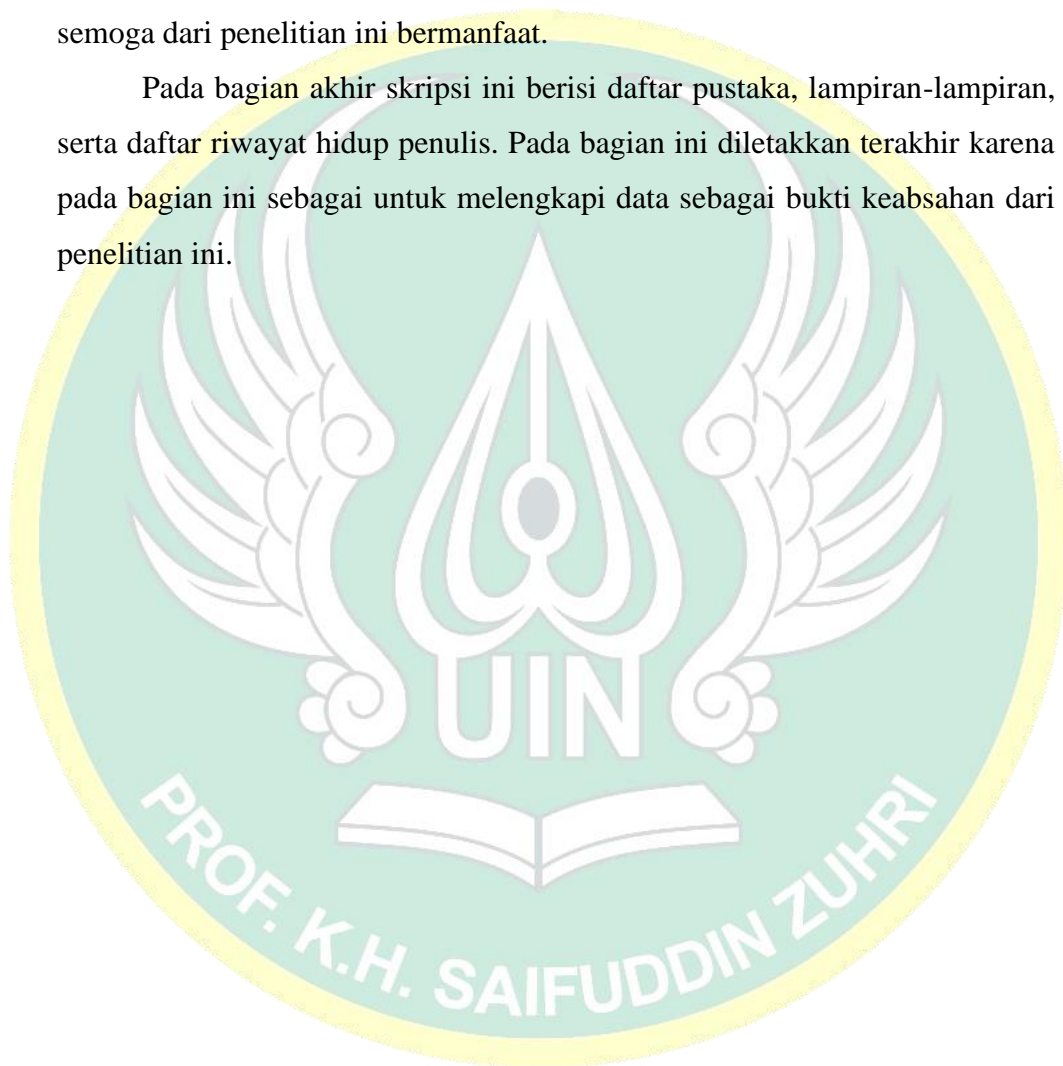 semoga dari penelitian ini bermanfaat.
Pada bagian akhir skripsi ini berisi daftar pustaka, lampiran-lampiran,
serta daftar riwayat hidup penulis. Pada bagian ini diletakkan terakhir karena
pada bagian ini sebagai untuk melengkapi data sebagai bukti keabsahan dari
penelitian ini.
UIN
PROF. K.H. SAIFUDDIN ZUHRI